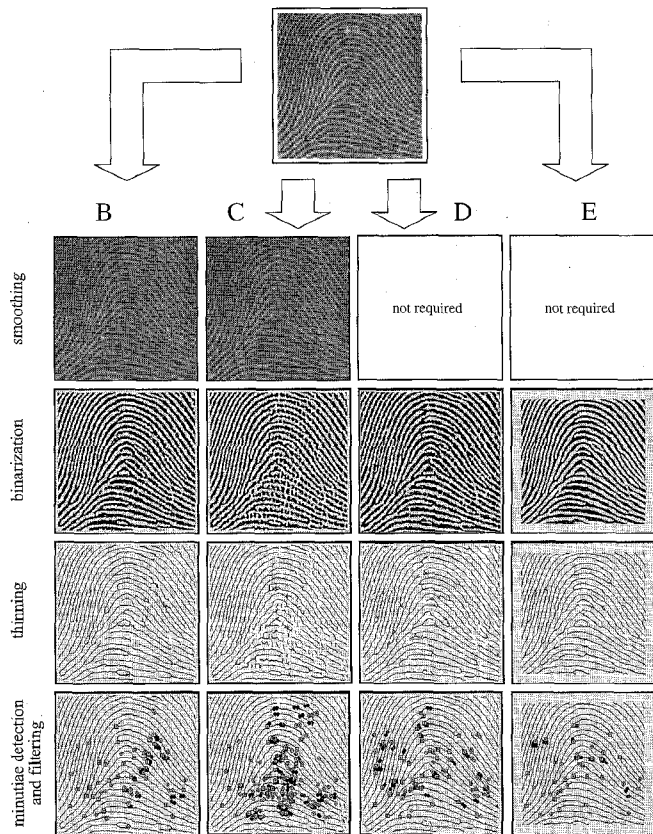 B C D E
smoothing
not required
not required
binarization
thinning
minutiae detection
and filtering